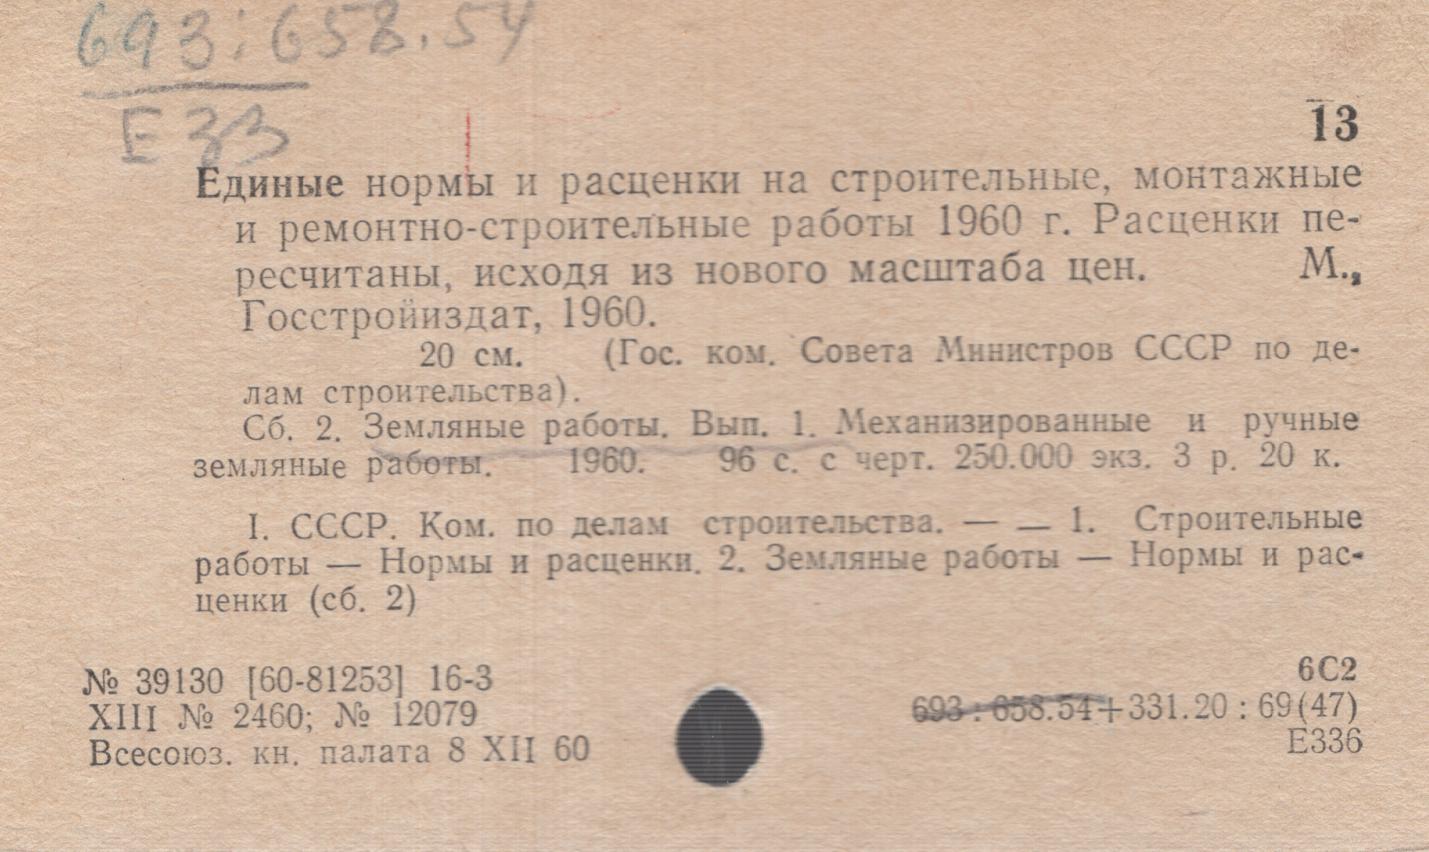 693:658.54
Е33
13
Единые нормы и расценки на строительные, монтажные
и ремонтно-строительные работы 1960 г. Расценки пе-
ресчитаны, исходя из нового масштаба цен. М.,
Госстройиздат, 1960.
20 см. (Гос. ком. Совета Министров СССР по де-
лам строительства).
Сб. 2. Земляные работы. Вып. 1. Механизированные и ручные
земляные работы. 1960. 96 с. с черт. 250.000 экз. 3 р. 20 к.
I. СССР. Ком. по делам строительства. — — 1. Строительные
работы — Нормы и расценки. 2. Земляные работы — Нормы и рас-
ценки (сб. 2)
№ 39130 [60-81253] 16-3
XIII № 2460; № 12079
Всесоюз. кн. палата 8 XII 60
6С2
693 : 658.54+331.20 : 69(47)
Е336